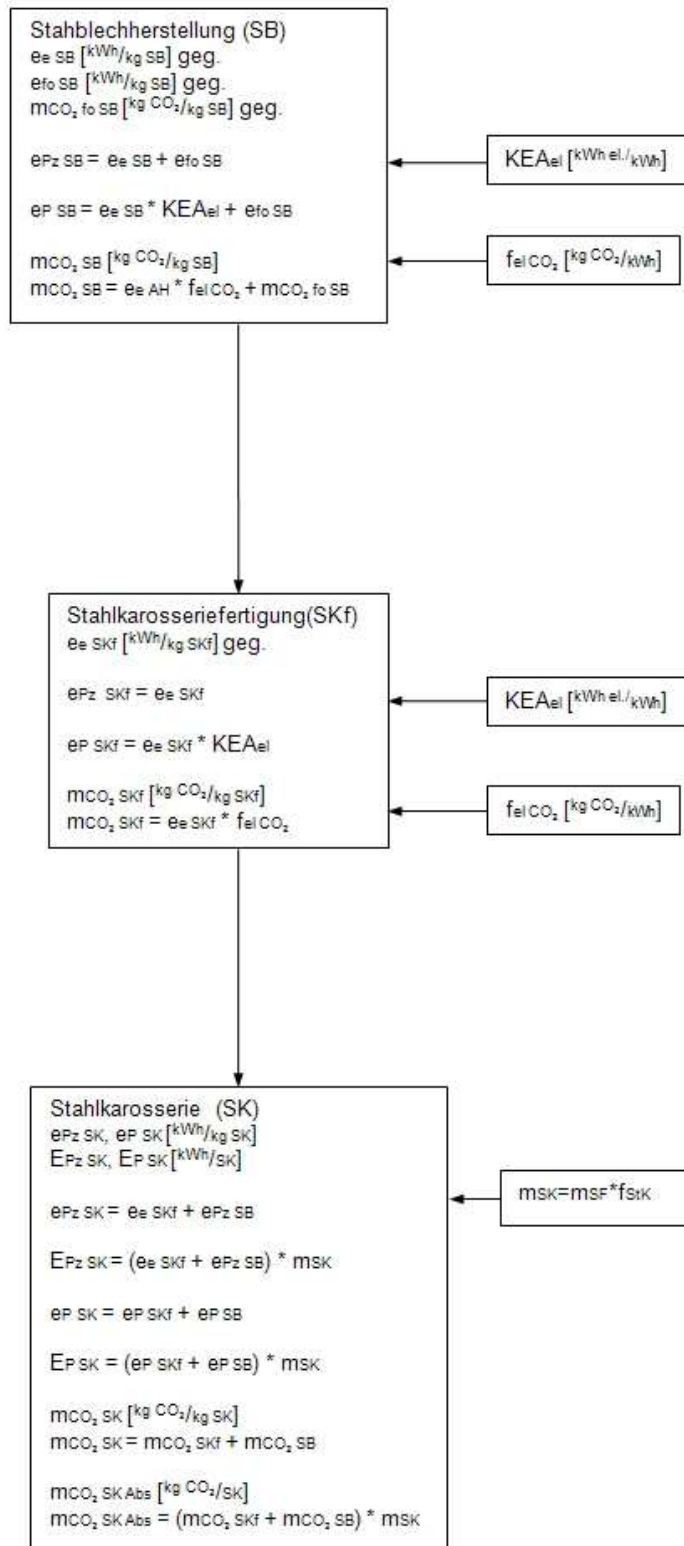 Stahblechherstellung (SB)
ee SB [kWh/kg SB] geg.
efo SB [kWh/kg SB] geg.
mCO₂ fo SB [kg CO₂/kg SB] geg.
ePz SB = ee SB + efo SB
KEAel [kWh el./kWh]
eP SB = ee SB * KEAel + efo SB
mCO₂ SB [kg CO₂/kg SB]
fel CO₂ [kg CO₂/kWh]
mCO₂ SB = ee AH * fel CO₂ + mCO₂ fo SB
Stahlkarosseriefertigung(SKf)
ee SKf [kWh/kg SKf] geg.
ePz SKf = ee SKf
KEAel [kWh el./kWh]
eP SKf = ee SKf * KEAel
mCO₂ SKf [kg CO₂/kg SKf]
fel CO₂ [kg CO₂/kWh]
mCO₂ SKf = ee SKf * fel CO₂
Stahlkarosserie (SK)
ePz SK, eP SK [kWh/kg SK]
EPz SK, EP SK [kWh/SK]
mSK=mSF*fStK
ePz SK = ee SKf + ePz SB
EPz SK = (ee SKf + ePz SB) * mSK
eP SK = eP SKf + eP SB
EP SK = (eP SKf + eP SB) * mSK
mCO₂ SK [kg CO₂/kg SK]
mCO₂ SK = mCO₂ SKf + mCO₂ SB
mCO₂ SK Abs [kg CO₂/SK]
mCO₂ SK Abs = (mCO₂ SKf + mCO₂ SB) * mSK